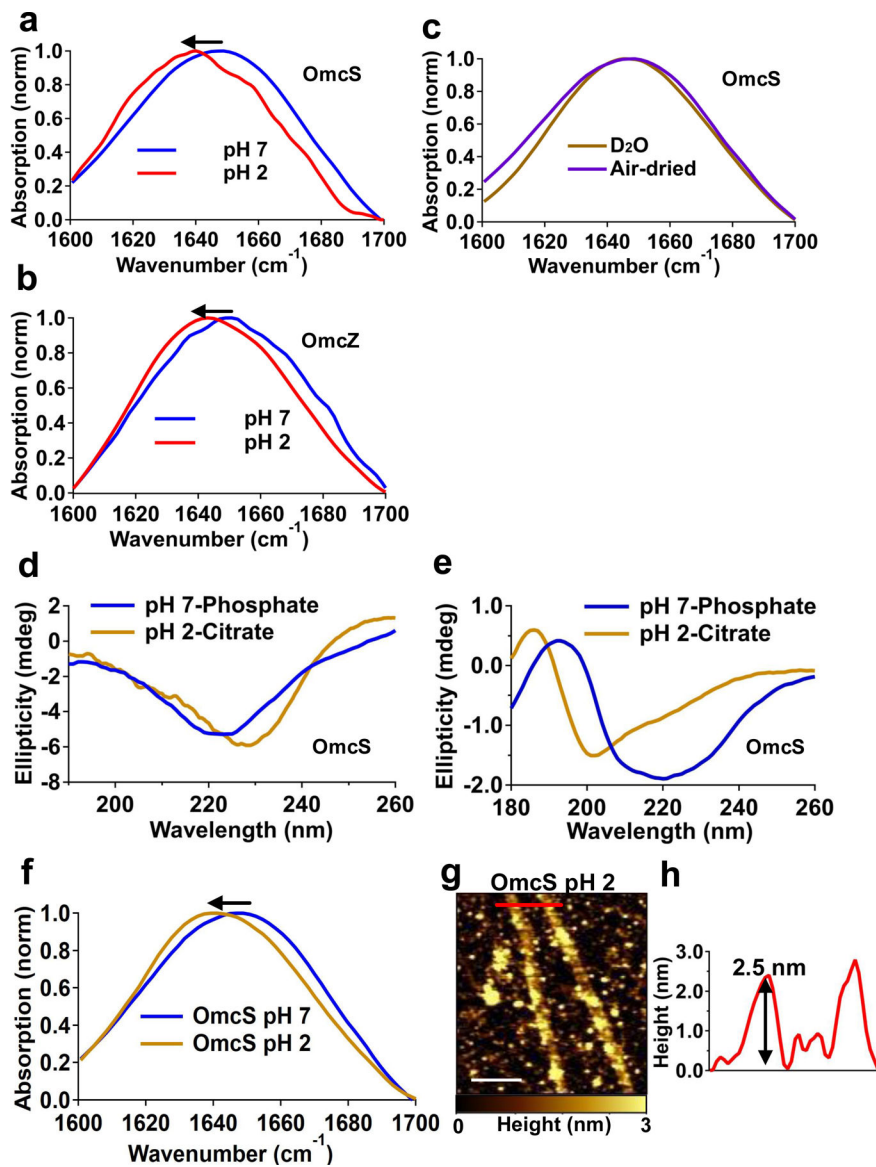 a
Absorption (norm)
1.0
0.8
0.6
0.4
0.2
0.0
OmcS
pH 7
pH 2
1600 1620 1640 1660 1680 1700
Wavenumber (cm⁻¹)
c
Absorption (norm)
1.0
0.8
0.6
0.4
0.2
0.0
OmcS
D₂O
Air-dried
1600 1620 1640 1660 1680 1700
Wavenumber (cm⁻¹)
b
Absorption (norm)
1.0
0.8
0.6
0.4
0.2
0.0
OmcZ
pH 7
pH 2
1600 1620 1640 1660 1680 1700
Wavenumber (cm⁻¹)
d
Ellipticity (mdeg)
2
0
-2
-4
-6
-8
pH 7-Phosphate
pH 2-Citrate
OmcS
200 220 240 260
Wavelength (nm)
e
Ellipticity (mdeg)
1.0
0.0
-1.0
-2.0
pH 7-Phosphate
pH 2-Citrate
OmcS
180 200 220 240 260
Wavelength (nm)
f
Absorption (norm)
1.0
0.8
0.6
0.4
0.2
0.0
OmcS pH 7
OmcS pH 2
1600 1620 1640 1660 1680 1700
Wavenumber (cm⁻¹)
g
OmcS pH 2
0 Height (nm) 3
h
Height (nm)
3.0
2.0
1.0
0.0
2.5 nm